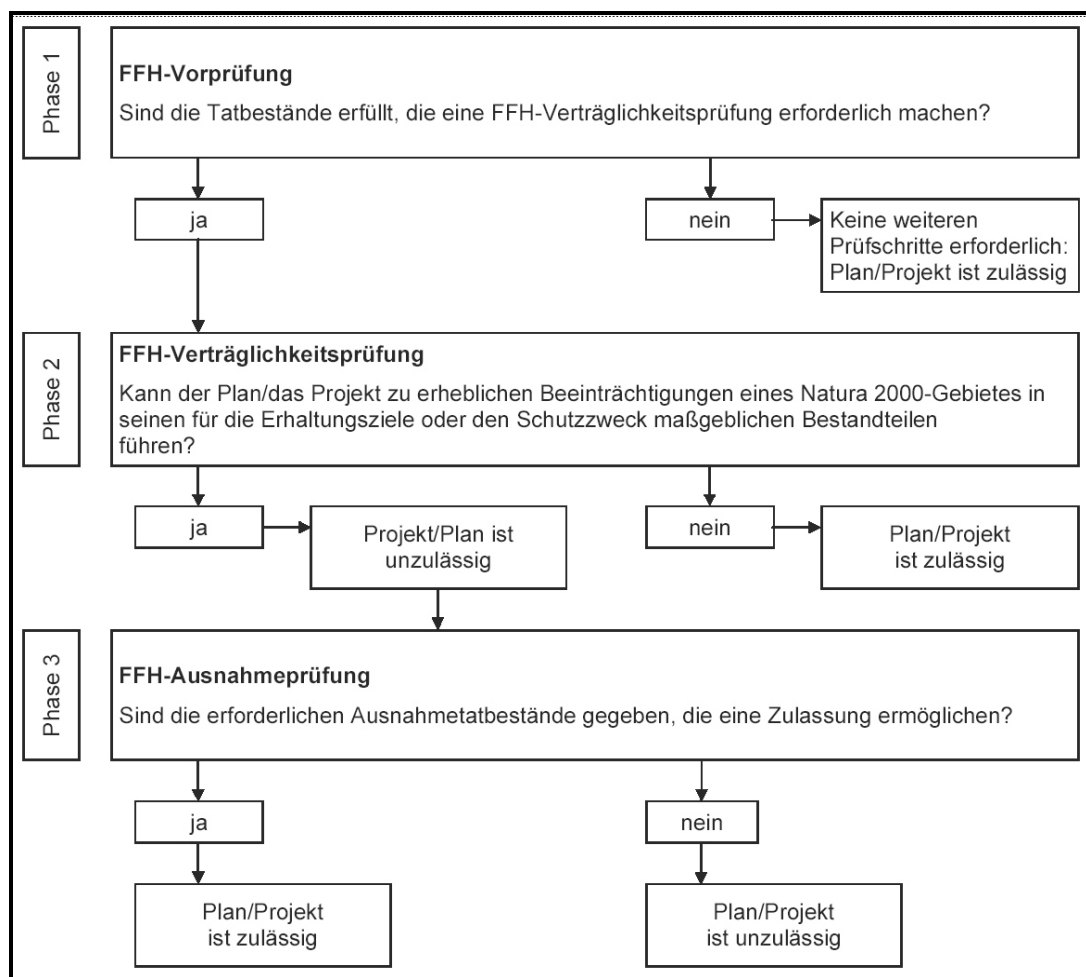 Phase 1
FFH-Vorprüfung
Sind die Tatbestände erfüllt, die eine FFH-Verträglichkeitsprüfung erforderlich machen?
ja
nein
Keine weiteren
Prüfschritte erforderlich:
Plan/Projekt ist zulässig
Phase 2
FFH-Verträglichkeitsprüfung
Kann der Plan/das Projekt zu erheblichen Beeinträchtigungen eines Natura 2000-Gebietes in
seinen für die Erhaltungsziele oder den Schutzzweck maßgeblichen Bestandteilen
führen?
ja
Projekt/Plan ist
unzulässig
nein
Plan/Projekt
ist zulässig
Phase 3
FFH-Ausnahmeprüfung
Sind die erforderlichen Ausnahmetatbestände gegeben, die eine Zulassung ermöglichen?
ja
nein
Plan/Projekt
ist zulässig
Plan/Projekt
ist unzulässig